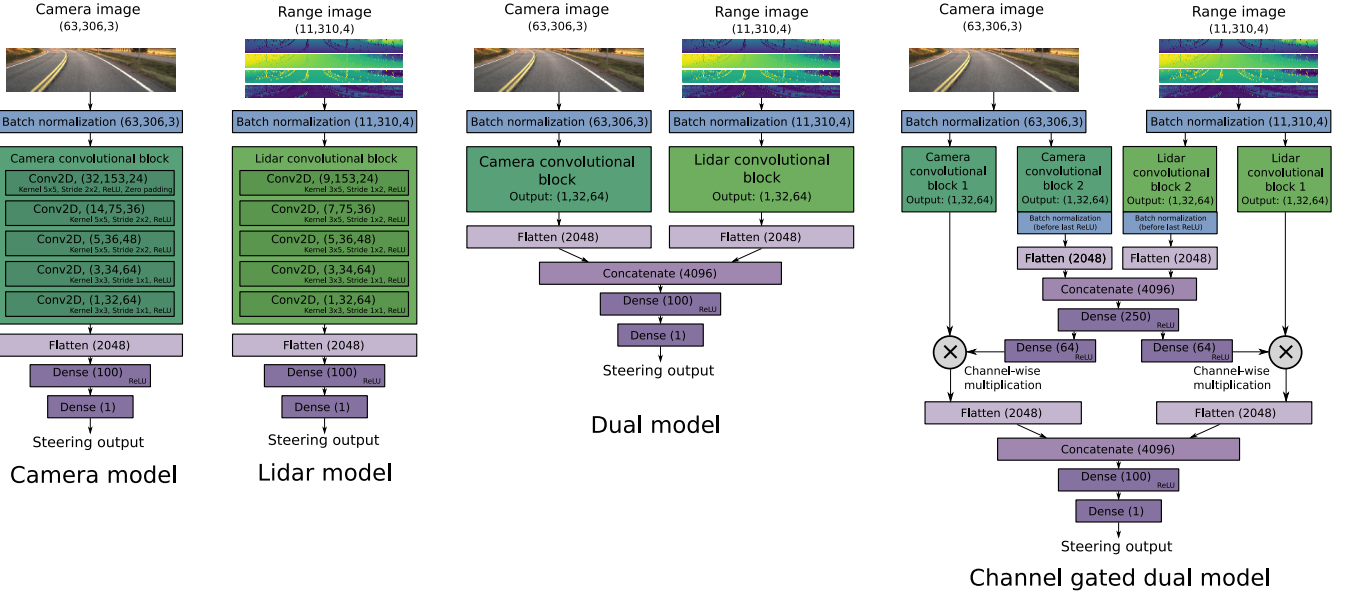 Camera image
(63,306,3)
Batch normalization (63,306,3)
Camera convolutional block
Conv2D, (32,153,24)
Kernel 5x5, Stride 2x2, ReLU, Zero padding
Conv2D, (14,75,36)
Kernel 5x5, Stride 2x2, ReLU
Conv2D, (5,36,48)
Kernel 5x5, Stride 2x2, ReLU
Conv2D, (3,34,64)
Kernel 3x3, Stride 1x1, ReLU
Conv2D, (1,32,64)
Kernel 3x3, Stride 1x1, ReLU
Flatten (2048)
Dense (100)
ReLU
Dense (1)
Steering output
Camera model
Range image
(11,310,4)
Batch normalization (11,310,4)
Lidar convolutional block
Conv2D, (9,153,24)
Kernel 3x5, Stride 1x2, ReLU
Conv2D, (7,75,36)
Kernel 3x5, Stride 1x2, ReLU
Conv2D, (5,36,48)
Kernel 3x5, Stride 1x2, ReLU
Conv2D, (3,34,64)
Kernel 3x3, Stride 1x1, ReLU
Conv2D, (1,32,64)
Kernel 3x3, Stride 1x1, ReLU
Flatten (2048)
Dense (100)
ReLU
Dense (1)
Steering output
Lidar model
Camera image
(63,306,3)
Range image
(11,310,4)
Batch normalization (63,306,3)
Batch normalization (11,310,4)
Camera convolutional
block
Output: (1,32,64)
Lidar convolutional
block
Output: (1,32,64)
Flatten (2048)
Flatten (2048)
Concatenate (4096)
Dense (100)
ReLU
Dense (1)
Steering output
Dual model
Camera image
(63,306,3)
Range image
(11,310,4)
Batch normalization (63,306,3)
Batch normalization (11,310,4)
Camera
convolutional
block 1
Output: (1,32,64)
Camera
convolutional
block 2
Output: (1,32,64)
Lidar
convolutional
block 2
Output: (1,32,64)
Lidar
convolutional
block 1
Output: (1,32,64)
Batch normalization
(before last ReLU)
Batch normalization
(before last ReLU)
Flatten (2048)
Flatten (2048)
Concatenate (4096)
Dense (250)
ReLU
Dense (64)
ReLU
Dense (64)
ReLU
Channel-wise
multiplication
Channel-wise
multiplication
Flatten (2048)
Flatten (2048)
Concatenate (4096)
Dense (100)
ReLU
Dense (1)
Steering output
Channel gated dual model